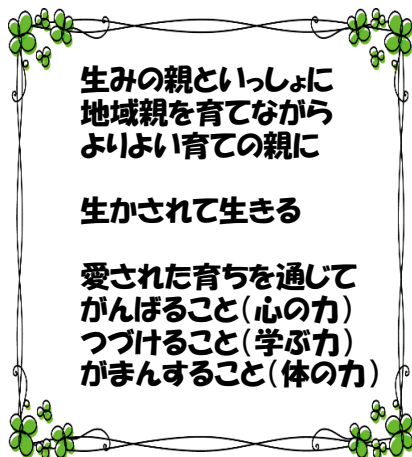 生みの親といっしょに
地域親を育てながら
よりよい育ての親に
生かされて生きる
愛された育ちを通じて
がんばること(心の力)
つづけること(学ぶ力)
がまんすること(体の力)